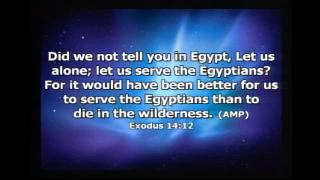 Did we not tell you in Egypt, Let us
alone; let us serve the Egyptians?
For it would have been better for us
to serve the Egyptians than to
die in the wilderness. (AMP)
Exodus 14:12